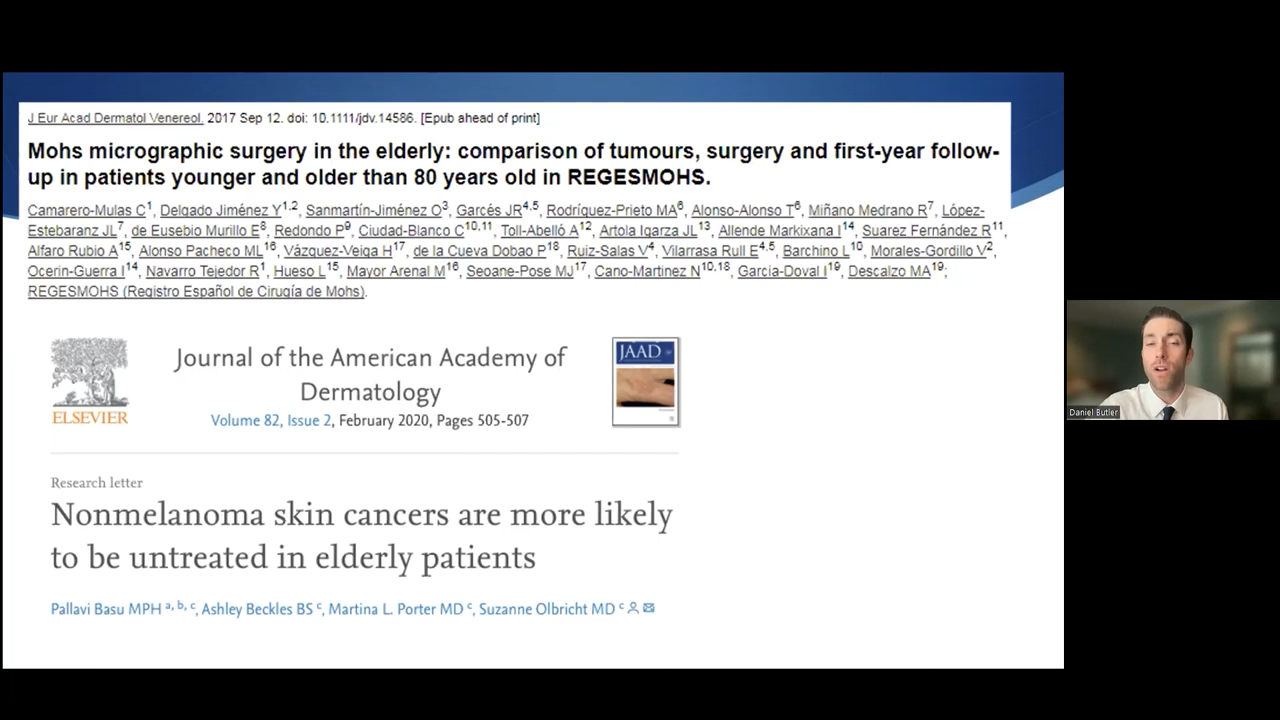 J Eur Acad Dermatol Venereol. 2017 Sep 12. doi: 10.1111/jdv.14586. [Epub ahead of print]
Mohs micrographic surgery in the elderly: comparison of tumours, surgery and first-year follow-
up in patients younger and older than 80 years old in REGESMOHS.
Camarero-Mulas C1, Delgado Jiménez Y1,2, Sanmartín-Jiménez O3, Garcés JR4,5, Rodríguez-Prieto MA6, Alonso-Alonso T6, Miñano Medrano R7, López-
Estebaranz JL7, de Eusebio Murillo E8, Redondo P9, Ciudad-Blanco C10,11, Toll-Abelló A12, Artola Igarza JL13, Allende Markixana I14, Suarez Fernández R11,
Alfaro Rubio A15, Alonso Pacheco ML16, Vázquez-Veiga H17, de la Cueva Dobao P18, Ruiz-Salas V4, Vilarrasa Rull E4,5, Barchino L10, Morales-Gordillo V2,
Ocerin-Guerra I14, Navarro Tejedor R1, Hueso L15, Mayor Arenal M16, Seoane-Pose MJ17, Cano-Martinez N10,18, Garcia-Doval I19, Descalzo MA19;
REGESMOHS (Registro Español de Cirugía de Mohs).
ELSEVIER
Journal of the American Academy of
Dermatology
Volume 82, Issue 2, February 2020, Pages 505-507
JAAD
Research letter
Nonmelanoma skin cancers are more likely
to be untreated in elderly patients
Pallavi Basu MPH a, b, c, Ashley Beckles BS c, Martina L. Porter MD c, Suzanne Olbricht MD c
Daniel Butler